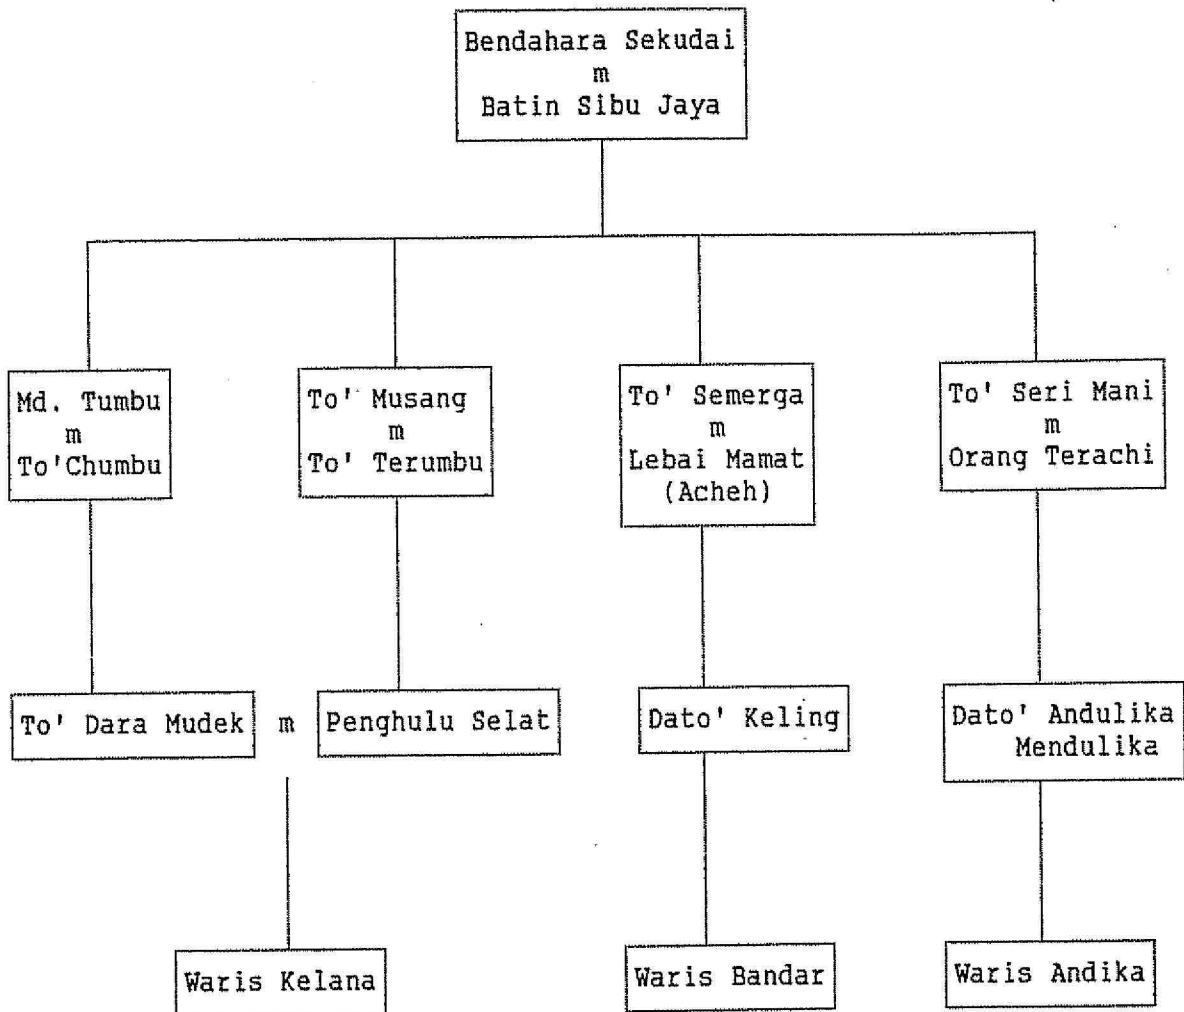 Bendahara Sekudai
m
Batin Sibu Jaya
Md. Tumbu
m
To'Chumbu
To' Musang
m
To' Terumbu
To' Semerga
m
Lebai Mamat
(Acheh)
To' Seri Mani
m
Orang Terachi
To' Dara Mudek
m
Penghulu Selat
Dato' Keling
Dato' Andulika
Mendulika
Waris Kelana
Waris Bandar
Waris Andika